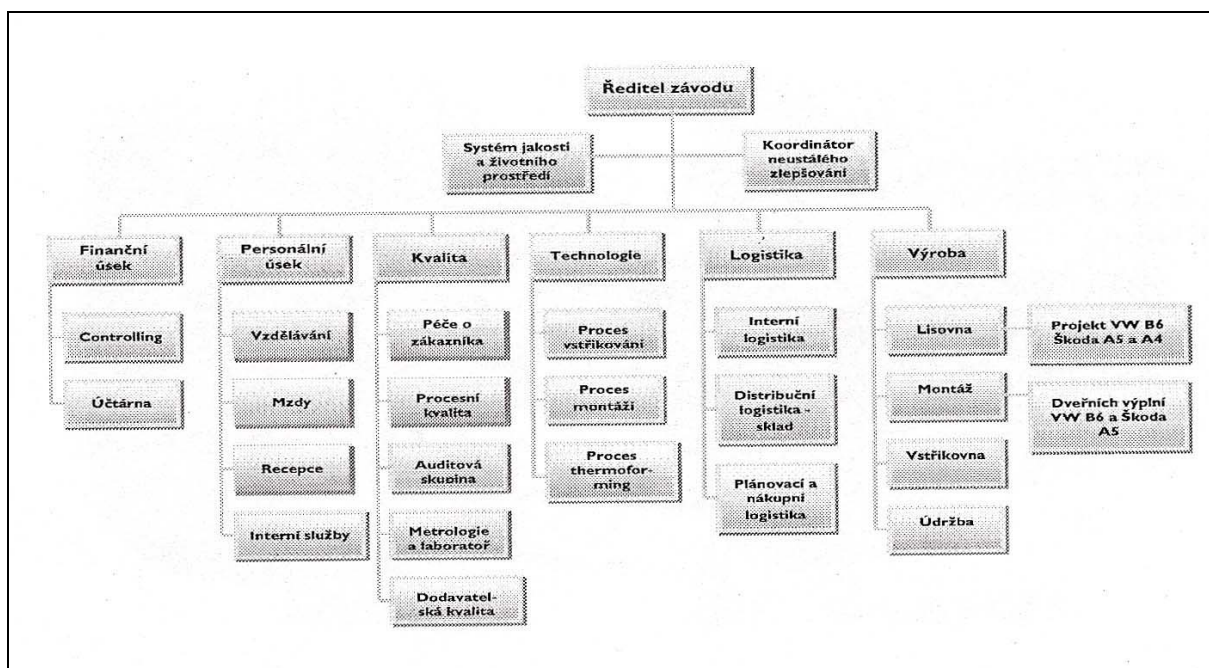 Ředitel závodu
Systém jakosti
a životního
prostředí
Koordinátor
neustálého
zlepšování
Finanční
úsek
Controlling
Účtárna
Personální
úsek
Vzdělávání
Mzdy
Recepce
Interní služby
Kvalita
Péče o
zákazníka
Procesní
kvalita
Auditová
skupina
Metrologie
a laboratoř
Dodavatel-
ská kvalita
Technologie
Proces
vstřikování
Proces
montáží
Proces
thermofor-
ming
Logistika
Interní
logistika
Distribuční
logistika -
sklad
Plánovací a
nákupní
logistika
Výroba
Lisovna
Projekt VW B6
Škoda A5 a A4
Montáž
Dveřních výplní
VW B6 a Škoda
A5
Vstřikovna
Údržba